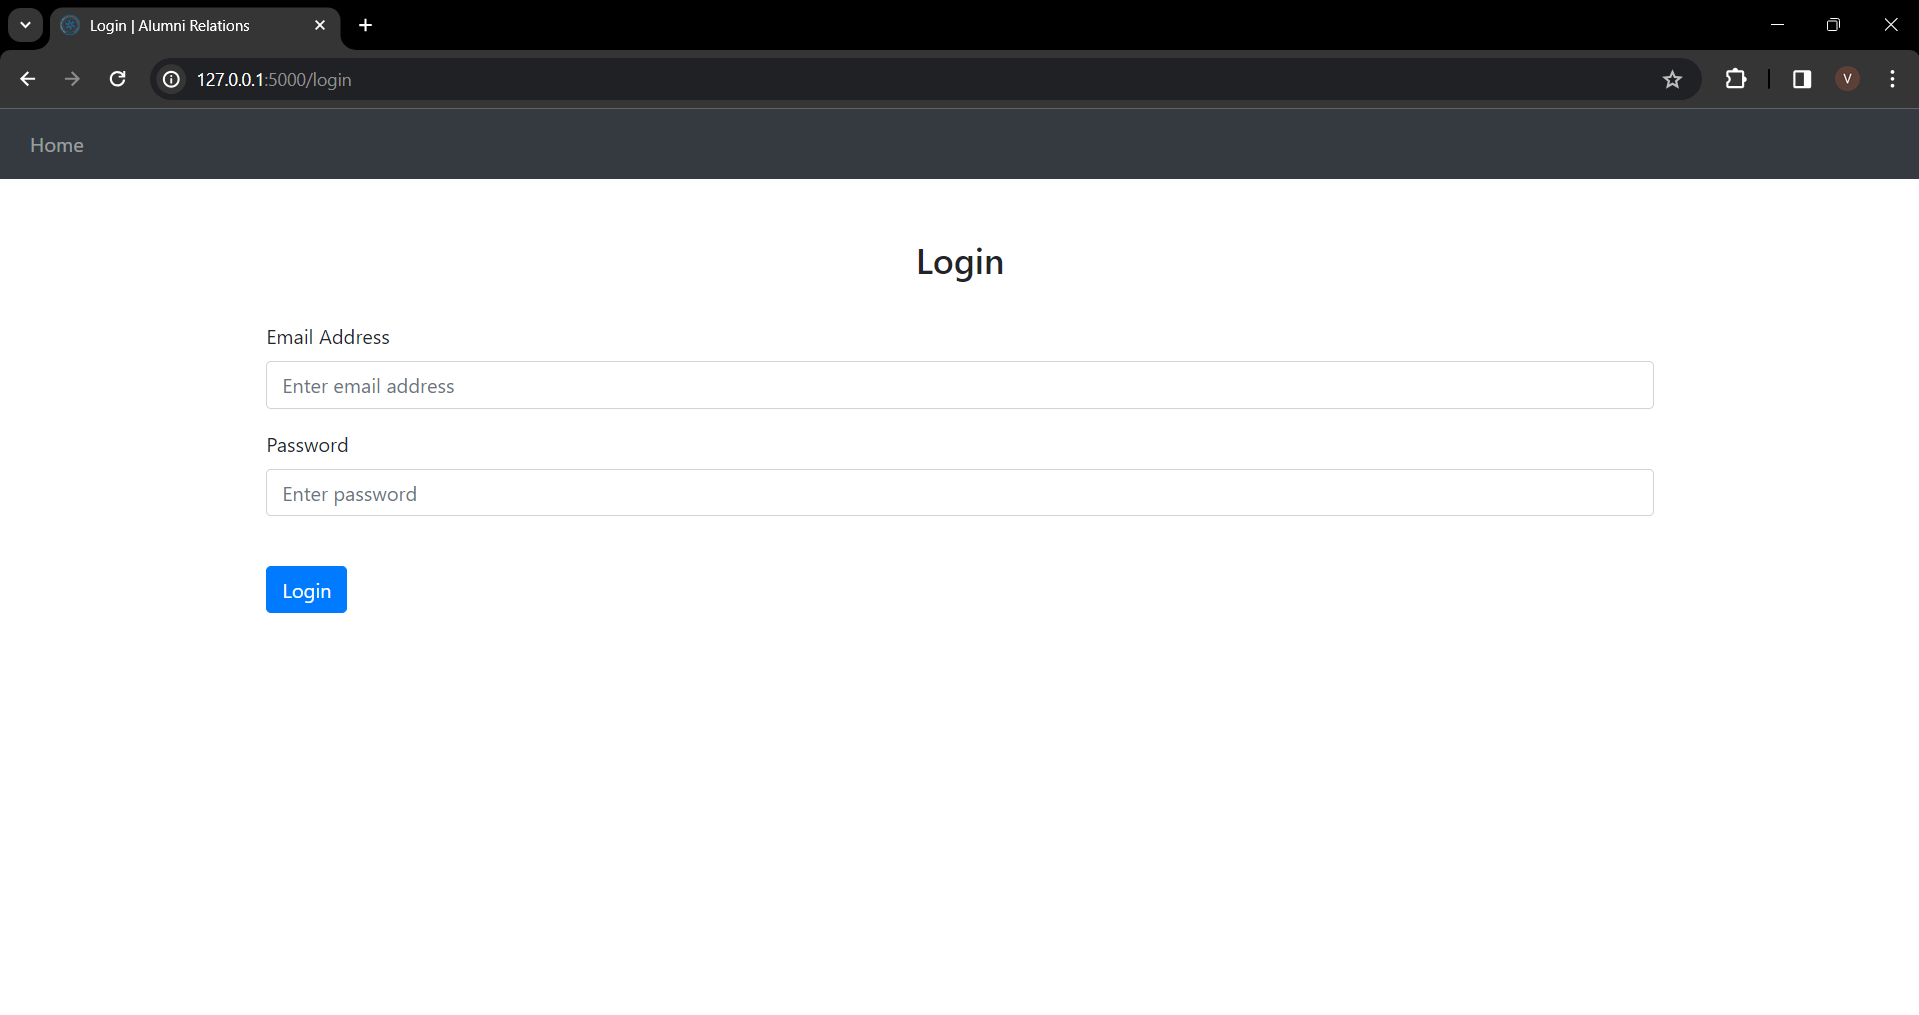 Login | Alumni Relations
127.0.0.1:5000/login
V
Home
Login
Email Address
Enter email address
Password
Enter password
Login